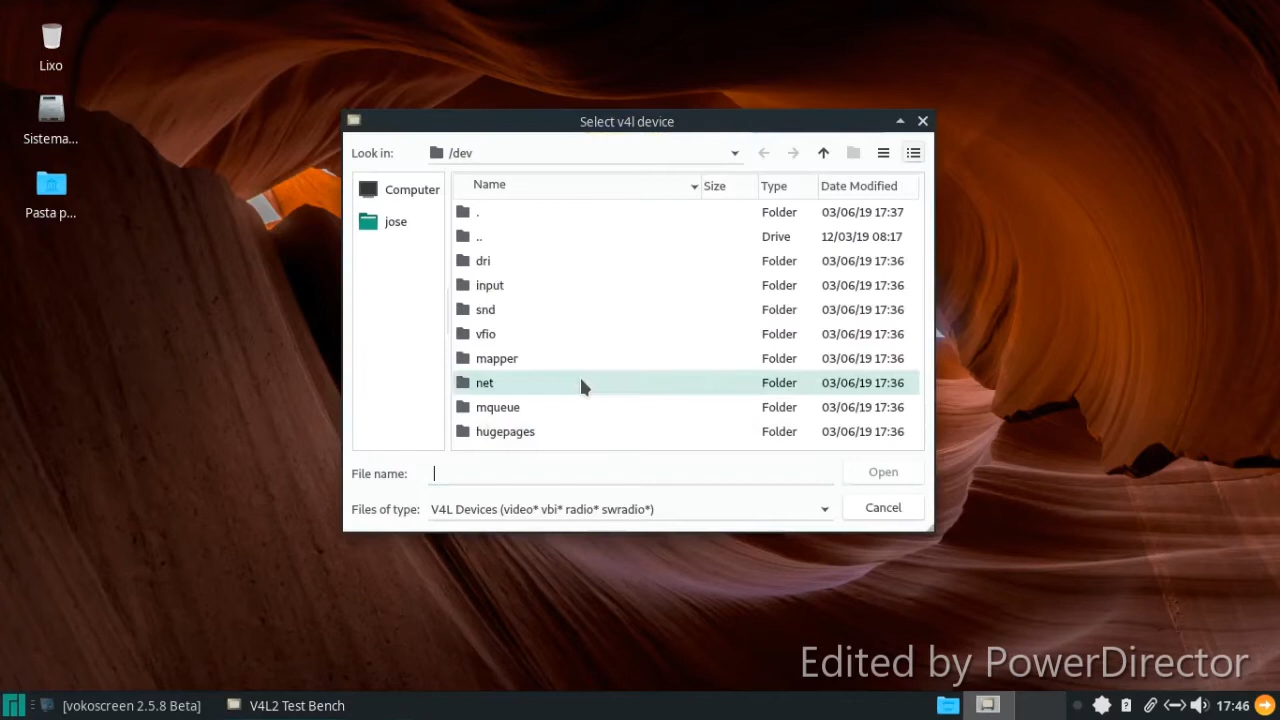 Lixo
Sistema...
Pasta p...
Select v4l device
Look in: /dev
Computer
jose
Name Size Type Date Modified
. Folder 03/06/19 17:37
.. Drive 12/03/19 08:17
dri Folder 03/06/19 17:36
input Folder 03/06/19 17:36
snd Folder 03/06/19 17:36
vfio Folder 03/06/19 17:36
mapper Folder 03/06/19 17:36
net Folder 03/06/19 17:36
mqueue Folder 03/06/19 17:36
hugepages Folder 03/06/19 17:36
File name: Open
Files of type: V4L Devices (video* vbi* radio* swradio*) Cancel
Edited by PowerDirector
[vokoscreen 2.5.8 Beta] V4L2 Test Bench 17:46